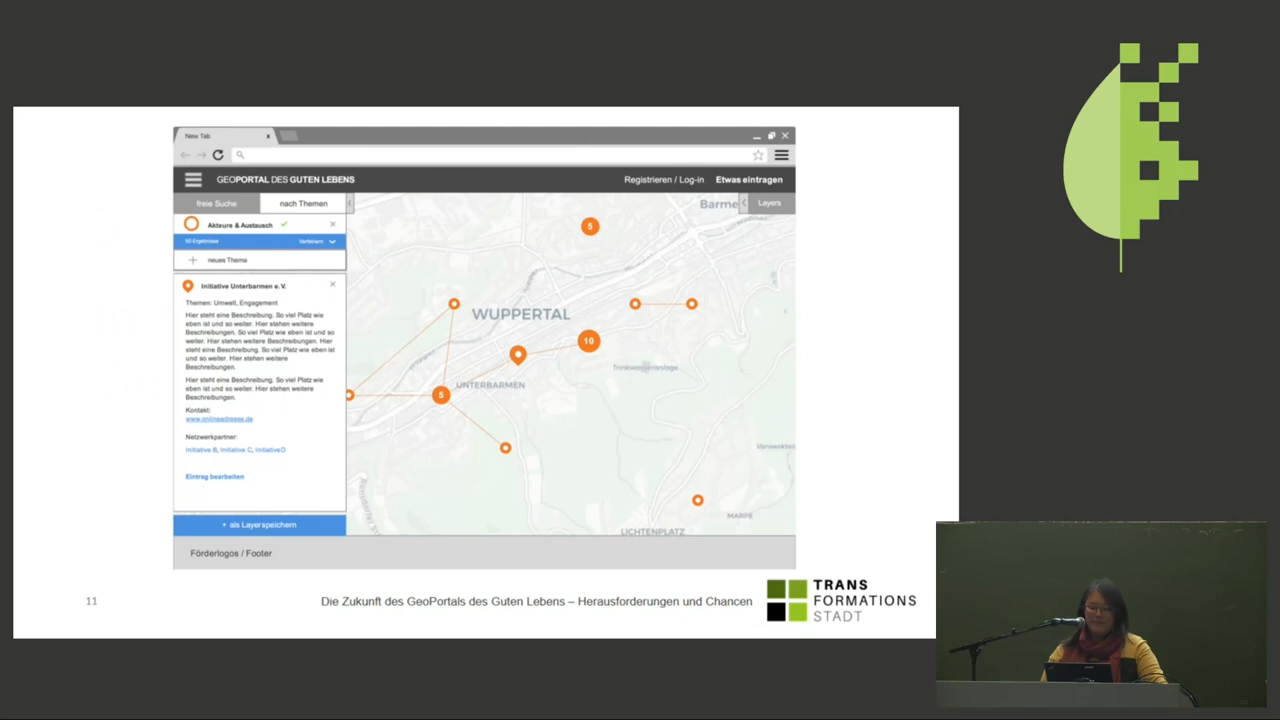 New Tab
GEOPORTAL DES GUTEN LEBENS
Registrieren / Log-in
Etwas eintragen
freie Suche
nach Themen
Barme
Layers
Akteure & Austausch
50 Ergebnisse
Verfeinern
neues Thema
Initiative Unterbarmen e.V.
Themen: Umwelt, Engagement
Hier steht eine Beschreibung. So viel Platz wie
eben ist und so weiter. Hier stehen weitere
Beschreibungen. So viel Platz wie eben ist und so
weiter. Hier stehen weitere Beschreibungen. Hier
steht eine Beschreibung. So viel Platz wie eben ist
und so weiter. Hier stehen weitere
Beschreibungen.
Hier steht eine Beschreibung. So viel Platz wie
eben ist und so weiter. Hier stehen weitere
Beschreibungen.
Kontakt:
www.onlineadresse.de
Netzwerkpartner:
Initiative B, Initiative C, InitiativeD
Eintrag bearbeiten
+ als Layerspeichern
5
WUPPERTAL
10
UNTERBARMEN
5
MARPE
LICHTENPLATZ
Förderlogos / Footer
11
Die Zukunft des GeoPortals des Guten Lebens – Herausforderungen und Chancen
TRANS
FORMATIONS
STADT